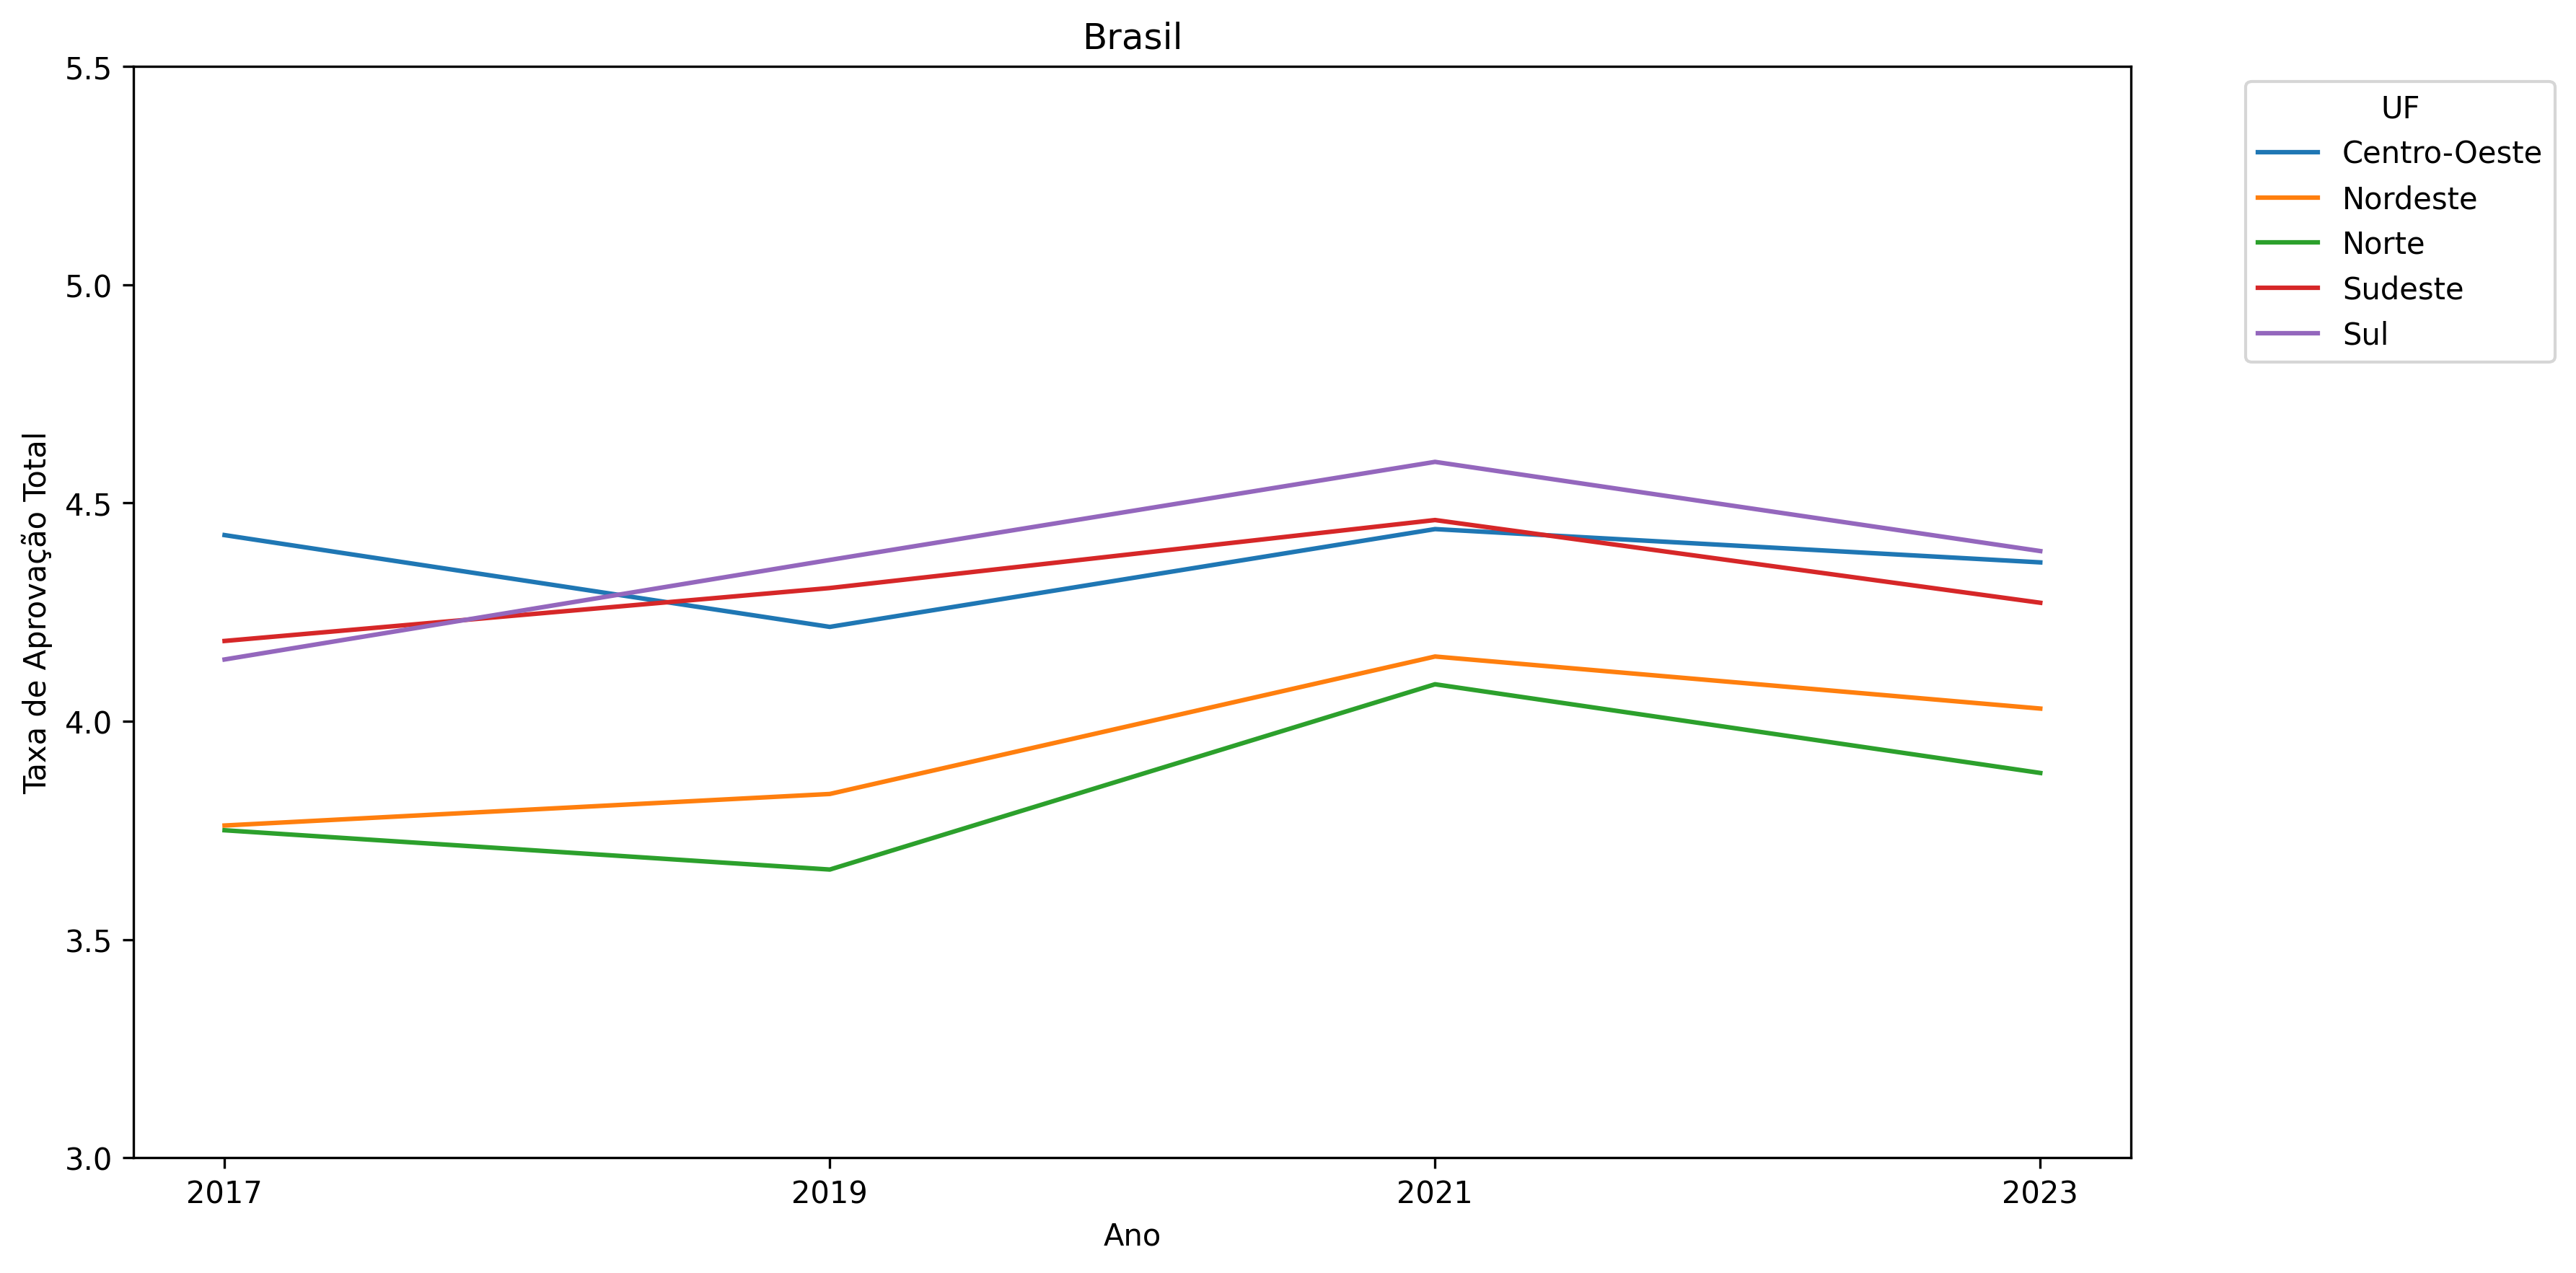 Brasil
5.5
5.0
4.5
4.0
3.5
3.0
Taxa de Aprovação Total
2017 2019 2021 2023
Ano
UF
Centro-Oeste
Nordeste
Norte
Sudeste
Sul